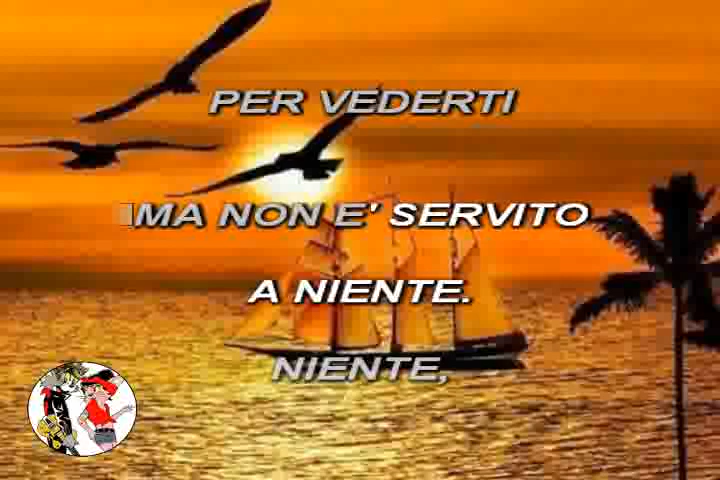 PER VEDERTI
MA NON E' SERVITO
A NIENTE.
NIENTE,